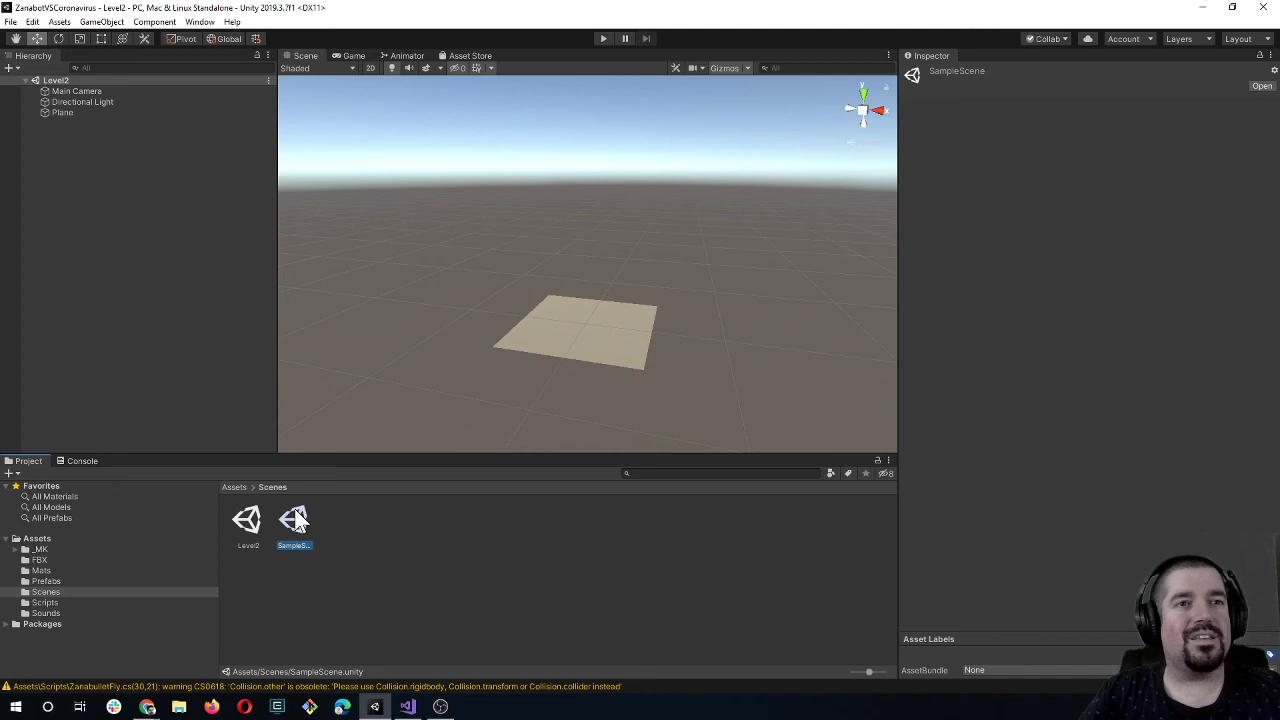 ZanabotVSCoronavirus - Level2 - PC, Mac & Linux Standalone - Unity 2019.3.7f1 <DX11>
File Edit Assets GameObject Component Window Help
Pivot Global Collab Account Layers Layout
Hierarchy Scene Game Animator Asset Store Inspector
All Shaded 2D 0 Gizmos All SampleScene
Level2 Open
Main Camera
Directional Light
Plane
y
x
Project Console
8
Favorites Assets > Scenes
All Materials
All Models
All Prefabs
Assets
_MK Level2 SampleS...
FBX
Mats
Prefabs
Scenes
Scripts
Sounds
Packages
Asset Labels
Assets/Scenes/SampleScene.unity AssetBundle None
Assets\Scripts\ZanabulletFly.cs(30,21): warning CS0618: 'Collision.other' is obsolete: 'Please use Collision.rigidbody, Collision.transform or Collision.collider instead'